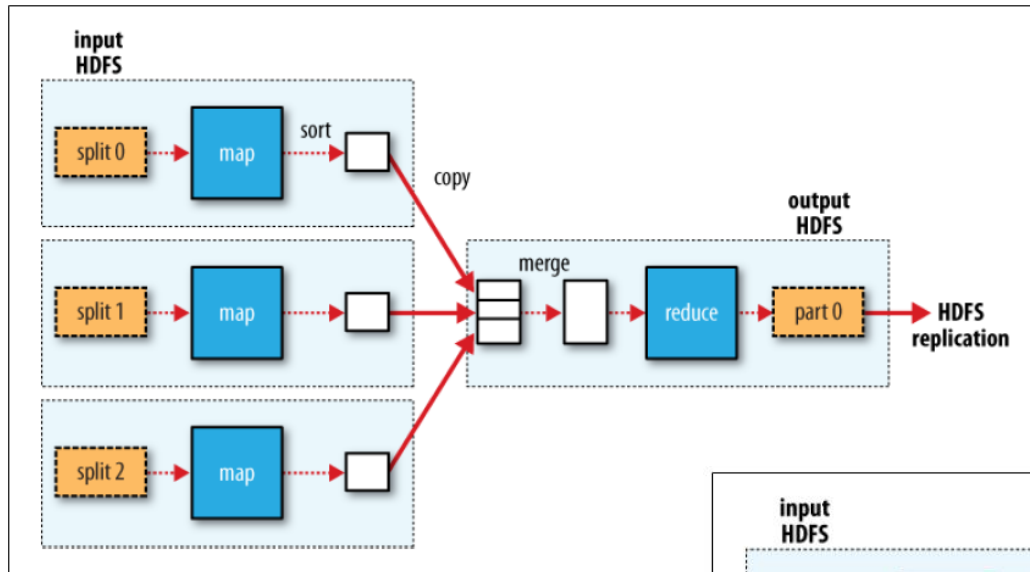 input
HDFS
split 0
map
sort
copy
split 1
map
split 2
map
output
HDFS
merge
reduce
part 0
HDFS
replication
input
HDFS